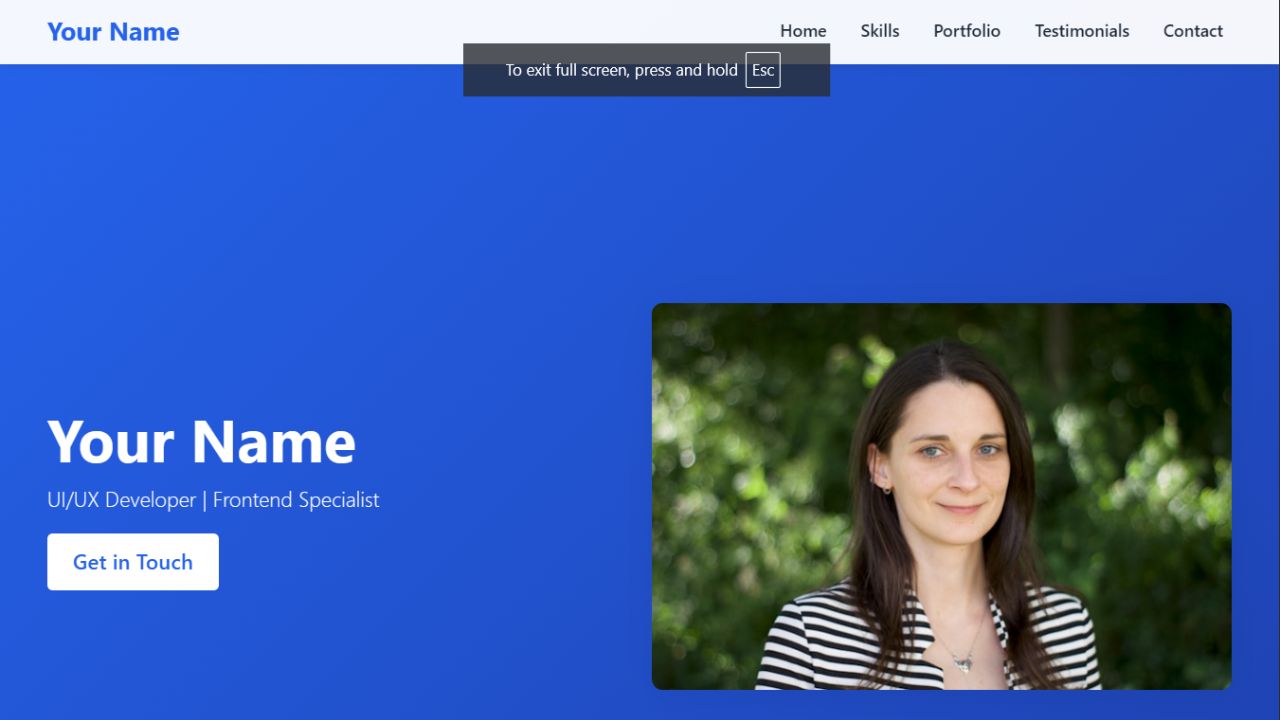 Your Name
Home Skills Portfolio Testimonials Contact
To exit full screen, press and hold Esc
Your Name
UI/UX Developer | Frontend Specialist
Get in Touch